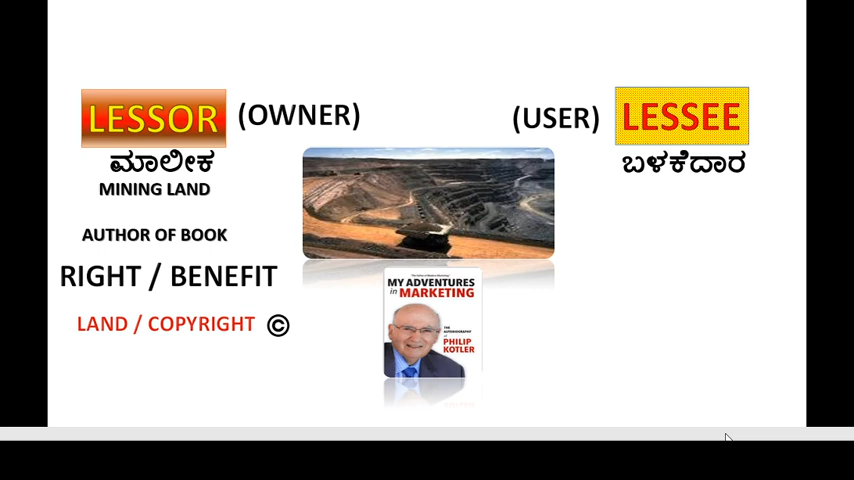 LESSOR (OWNER)
(USER) LESSEE
ಮಾಲೀಕ
ಬಳಕೆದಾರ
MINING LAND
AUTHOR OF BOOK
RIGHT / BENEFIT
LAND / COPYRIGHT ©
MY ADVENTURES
in MARKETING
THE
AUTOBIOGRAPHY
PHILIP
KOTLER